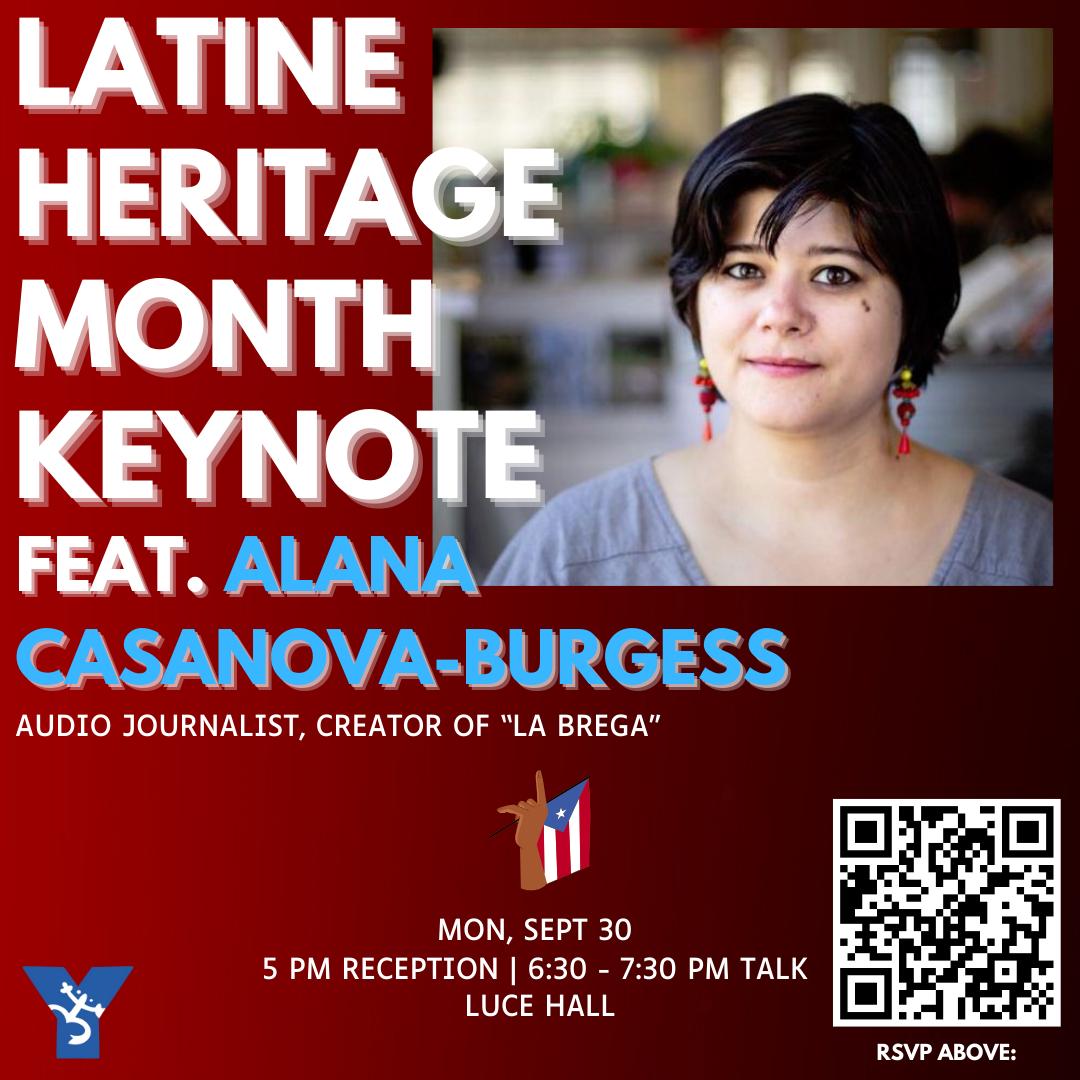 LATINE
HERITAGE
MONTH
KEYNOTE
FEAT. ALANA
CASANOVA-BURGESS
AUDIO JOURNALIST, CREATOR OF “LA BREGA”
MON, SEPT 30
5 PM RECEPTION | 6:30 - 7:30 PM TALK
LUCE HALL
RSVP ABOVE: